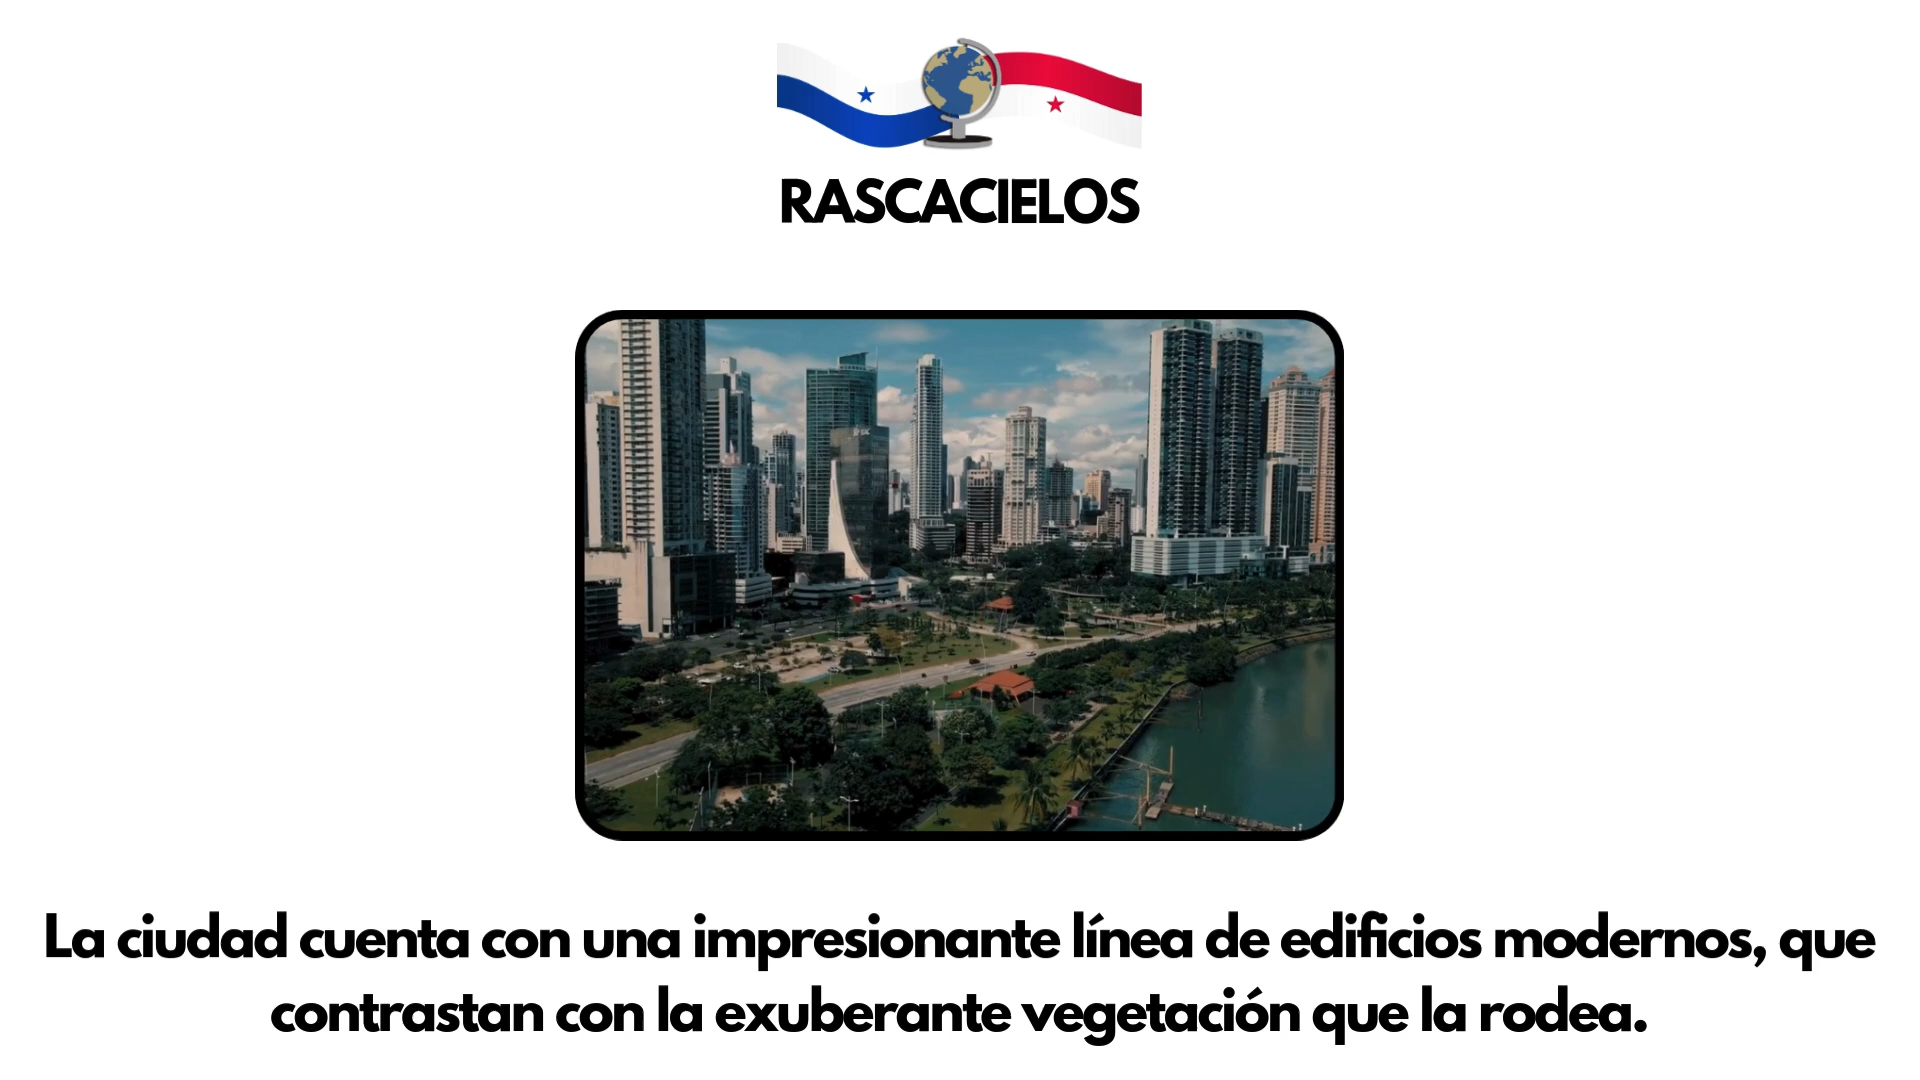 RASCACIELOS
La ciudad cuenta con una impresionante línea de edificios modernos, que
contrastan con la exuberante vegetación que la rodea.